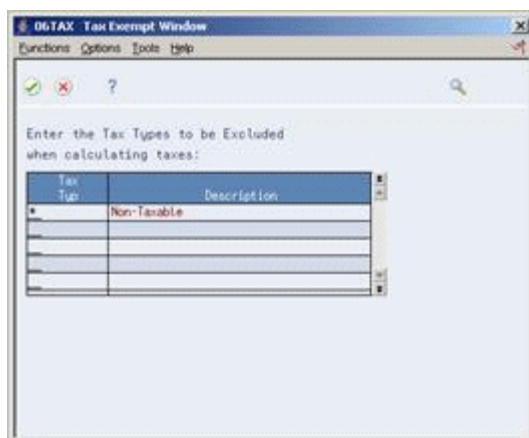 06TAX Tax Exempt Window
Functions Options Tools Help
?
Enter the Tax Types to be Excluded
when calculating taxes:
Tax
Typ Description
* Non-Taxable